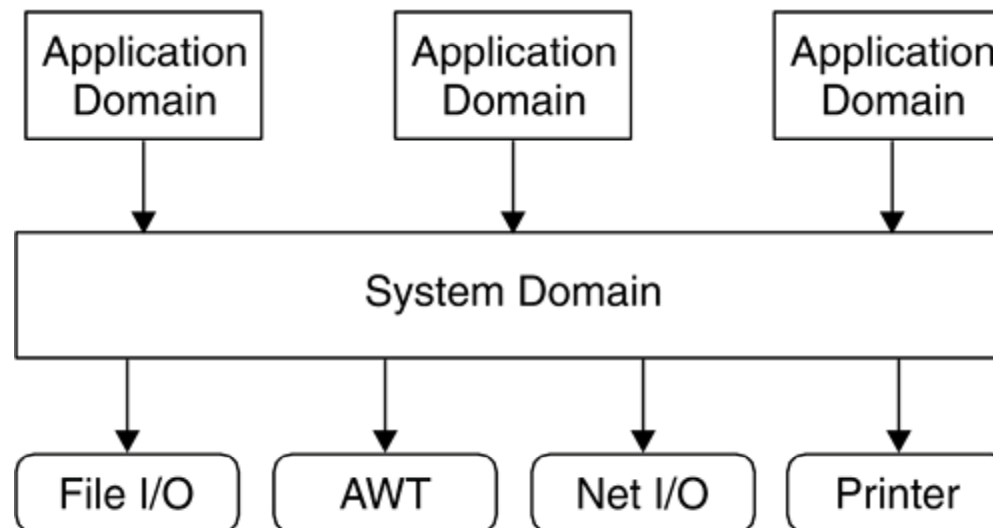 Application
Domain
Application
Domain
Application
Domain
System Domain
File I/O
AWT
Net I/O
Printer